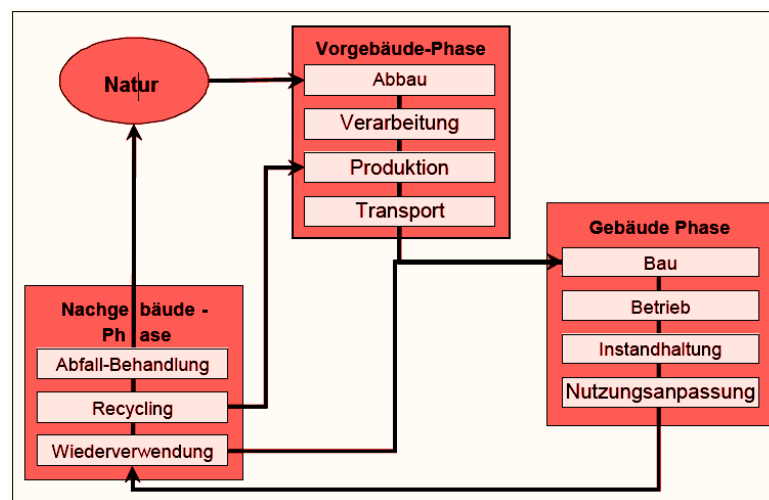 Natur
Vorgebäude-Phase
Abbau
Verarbeitung
Produktion
Transport
Gebäude Phase
Bau
Betrieb
Instandhaltung
Nutzungsanpassung
Nachgebäude -
Phase
Abfall-Behandlung
Recycling
Wiederverwendung